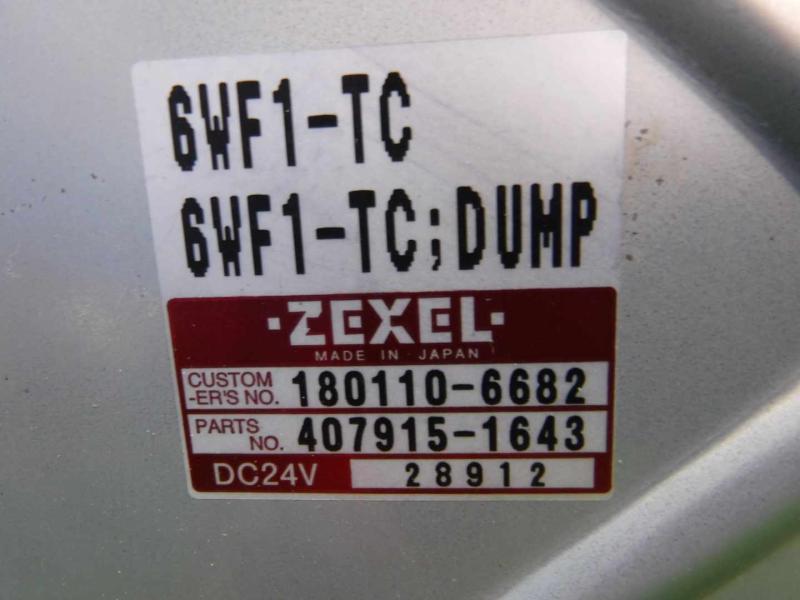 6WF1-TC
6WF1-TC;DUMP
·ZEXEL·
MADE IN JAPAN
CUSTOM
-ER'S NO. 180110-6682
PARTS
NO. 407915-1643
DC24V 28912